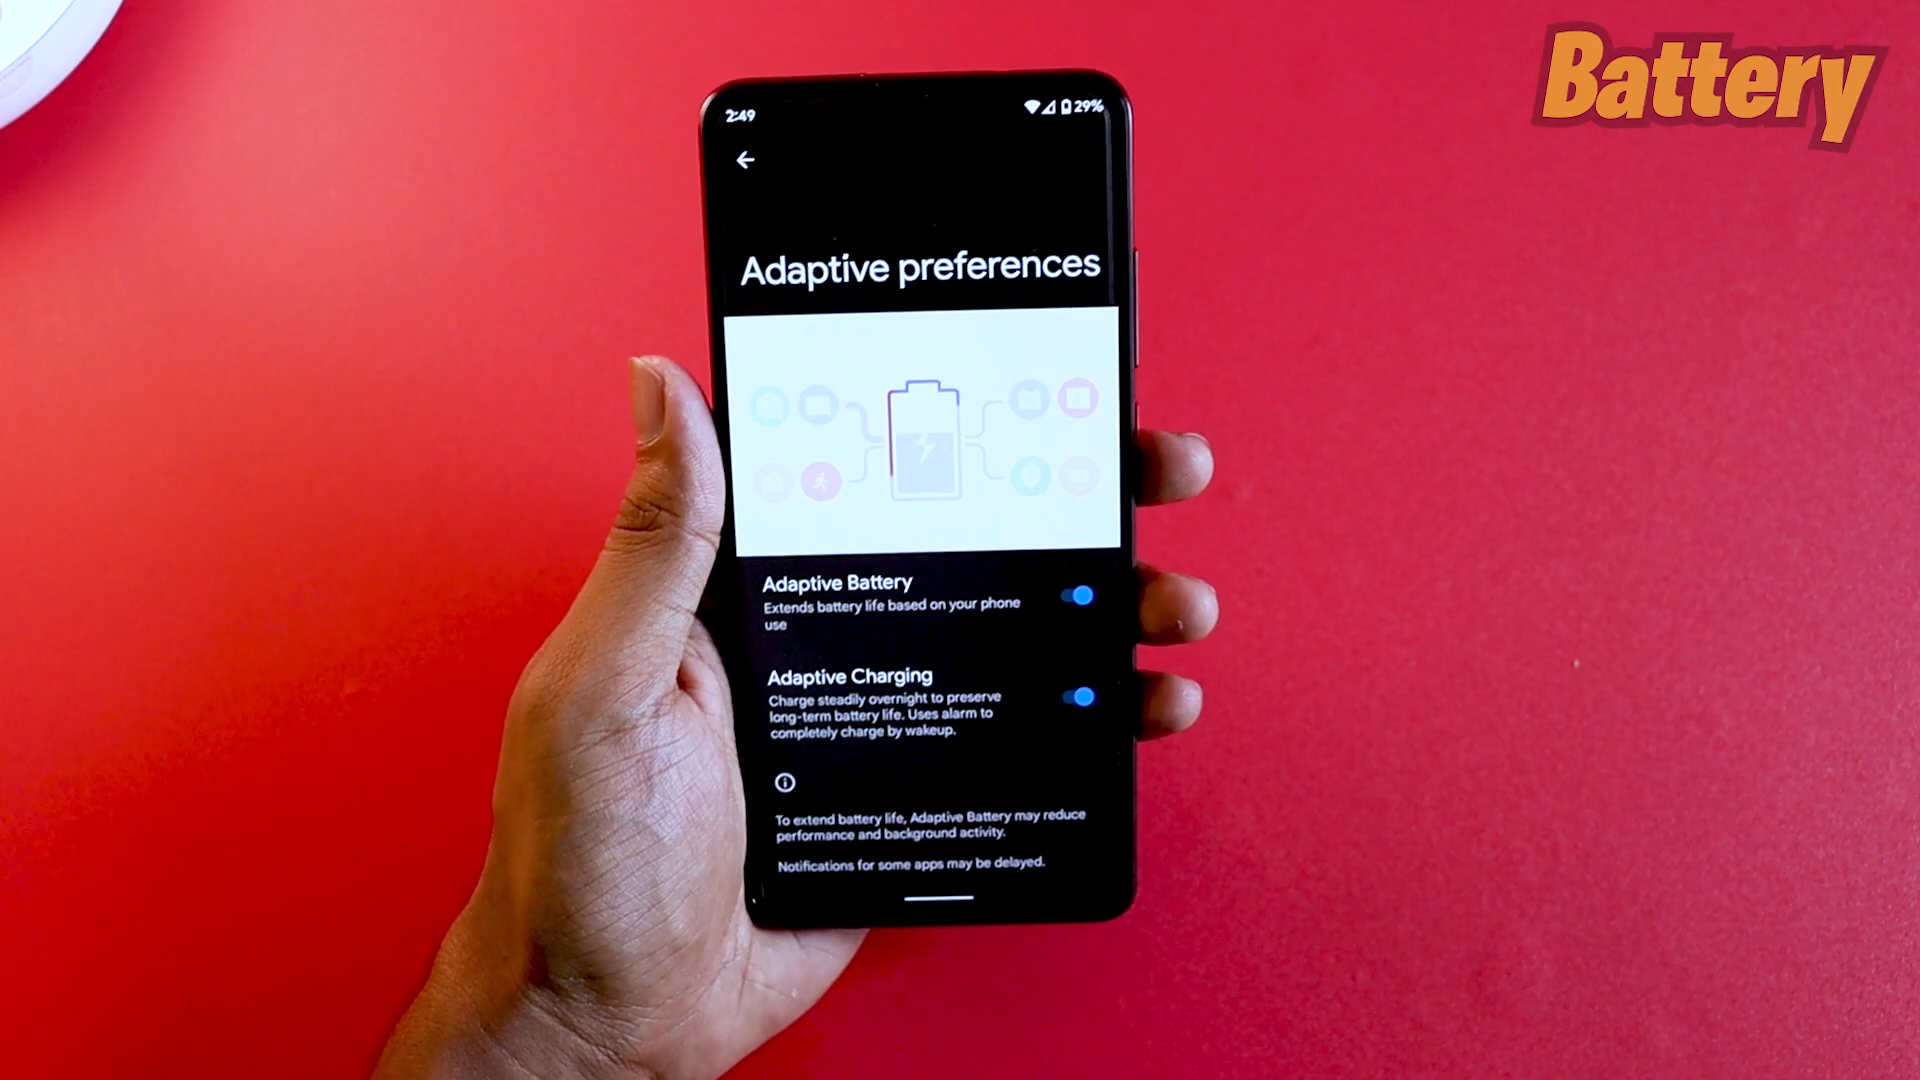 Battery
2:49
29%
Adaptive preferences
Adaptive Battery
Extends battery life based on your phone
use
Adaptive Charging
Charge steadily overnight to preserve
long-term battery life. Uses alarm to
completely charge by wakeup.
To extend battery life, Adaptive Battery may reduce
performance and background activity.
Notifications for some apps may be delayed.